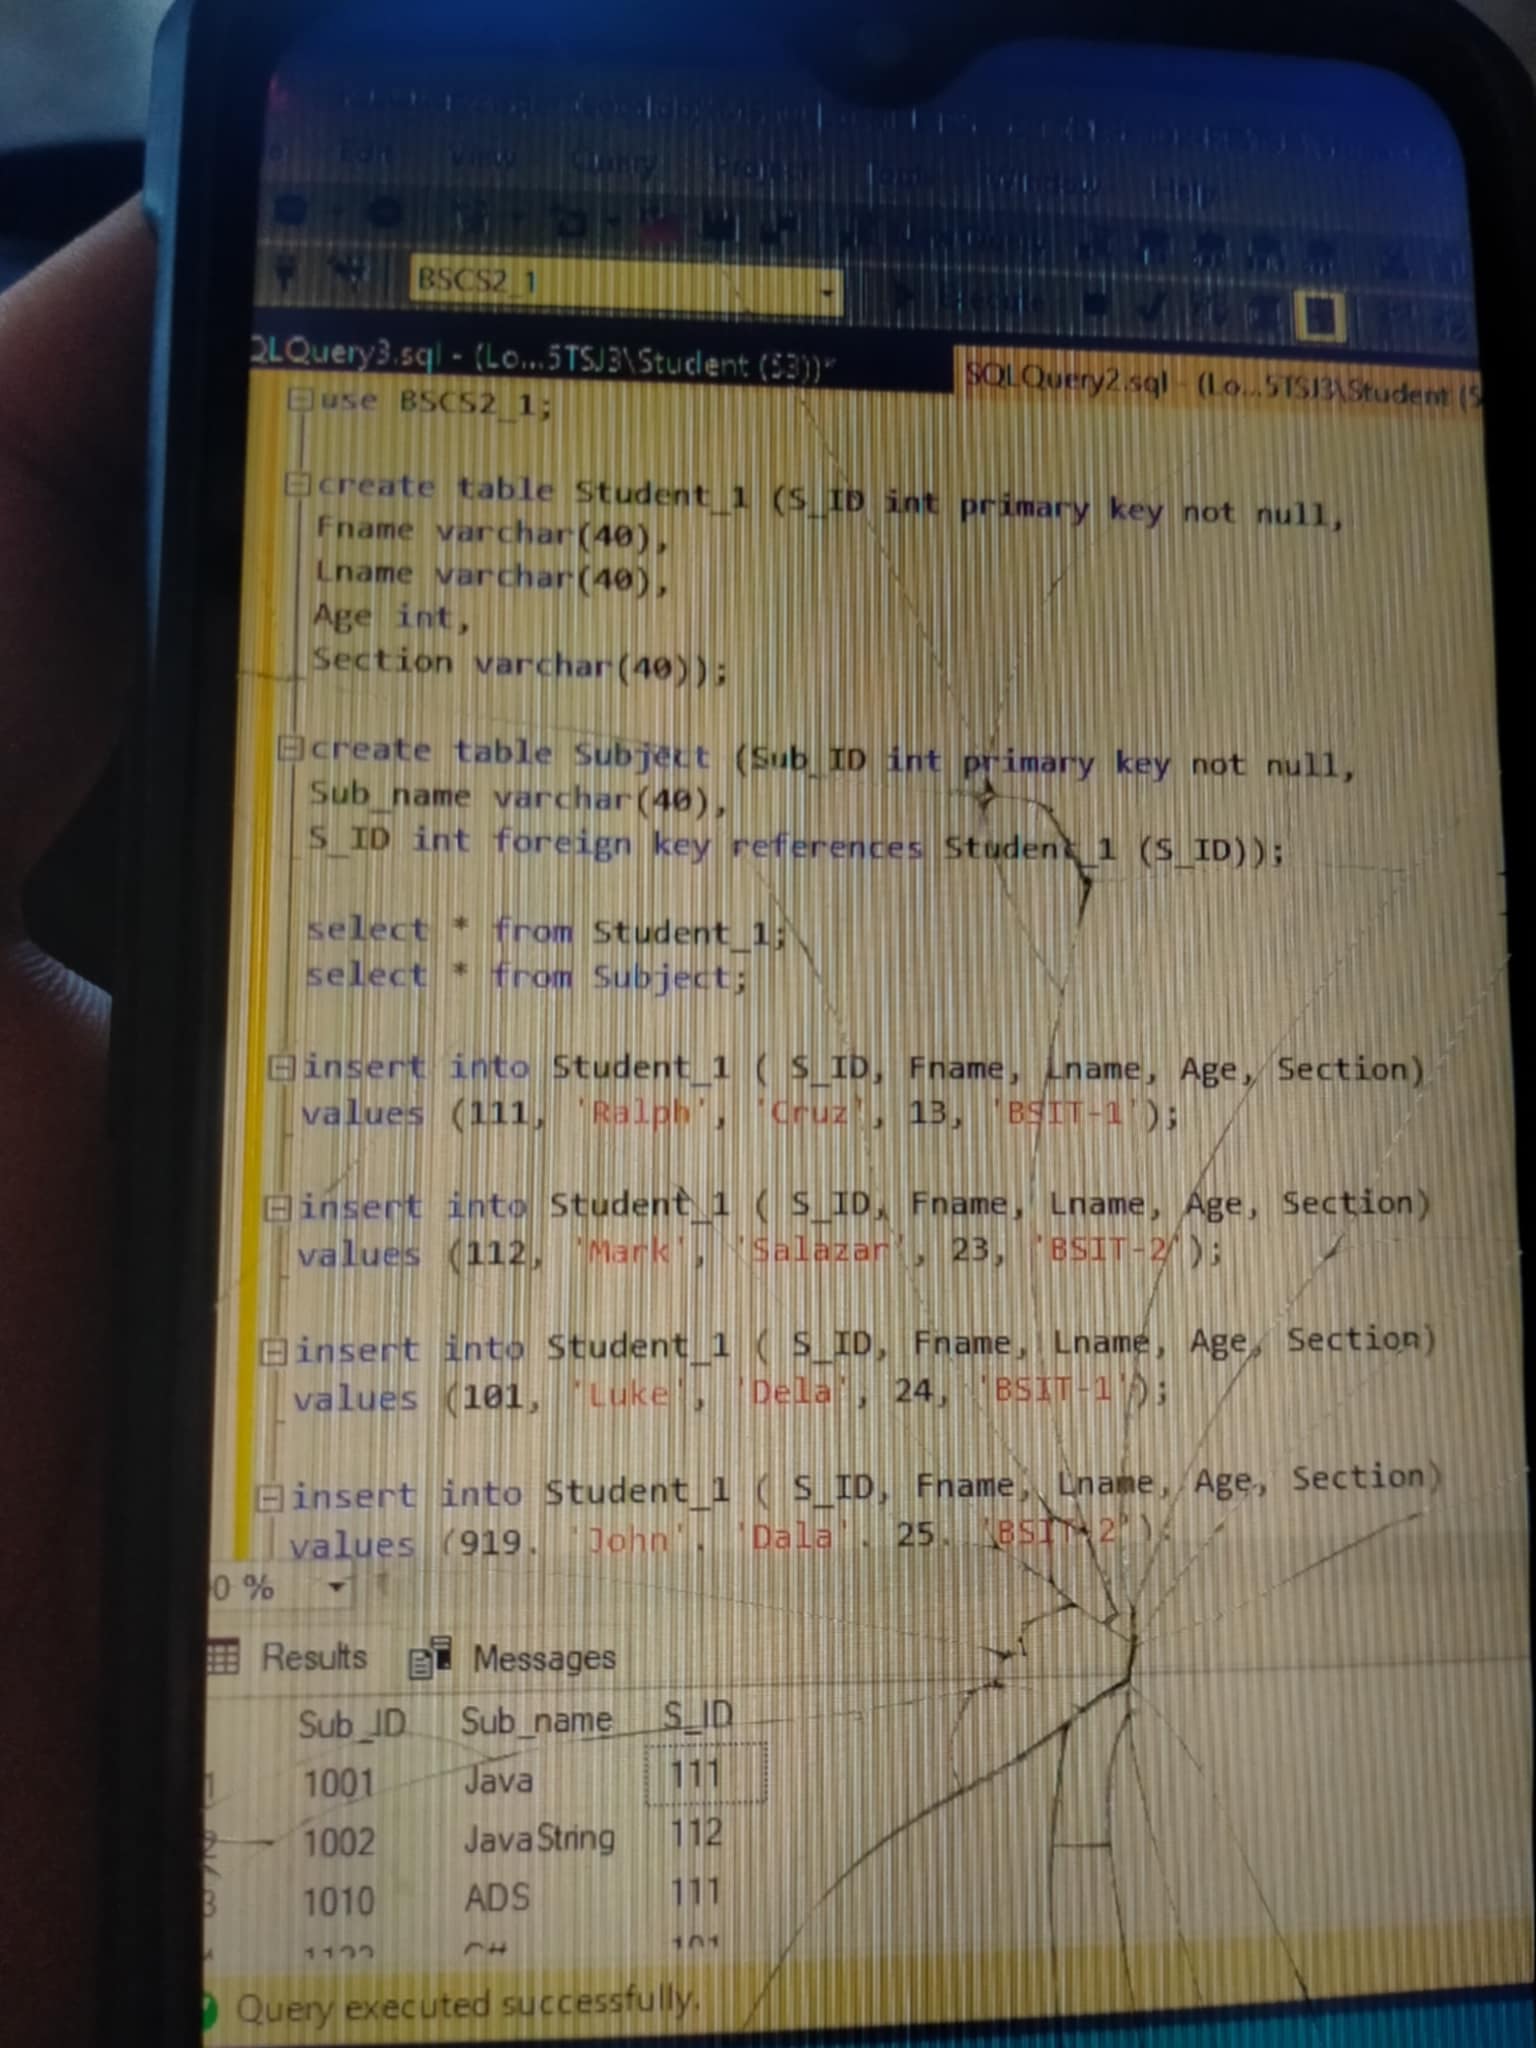 Edit View Query Project Tools Window Help
BSCS2_1 Execute
QLQuery3.sql - (Lo...5TSJ3\Student (53))* SQLQuery2.sql - (Lo...5TSJ3\Student (5
use BSCS2_1;
create table Student_1 (S_ID int primary key not null,
Fname varchar(40),
Lname varchar(40),
Age int,
Section varchar(40));
create table Subject (Sub_ID int primary key not null,
Sub_name varchar(40),
S_ID int foreign key references Student_1 (S_ID));
select * from Student_1;
select * from Subject;
insert into Student_1 ( S_ID, Fname, Lname, Age, Section)
values (111, 'Ralph', 'Cruz', 13, 'BSIT-1');
insert into Student_1 ( S_ID, Fname, Lname, Age, Section)
values (112, 'Mark', 'Salazar', 23, 'BSIT-2');
insert into Student_1 ( S_ID, Fname, Lname, Age, Section)
values (101, 'Luke', 'Dela', 24, 'BSIT-1');
insert into Student_1 ( S_ID, Fname, Lname, Age, Section)
values (919, 'John', 'Dala', 25, 'BSIT-2');
0 %
Results Messages
Sub_ID Sub_name S_ID
1 1001 Java 111
2 1002 JavaString 112
3 1010 ADS 111
Query executed successfully.